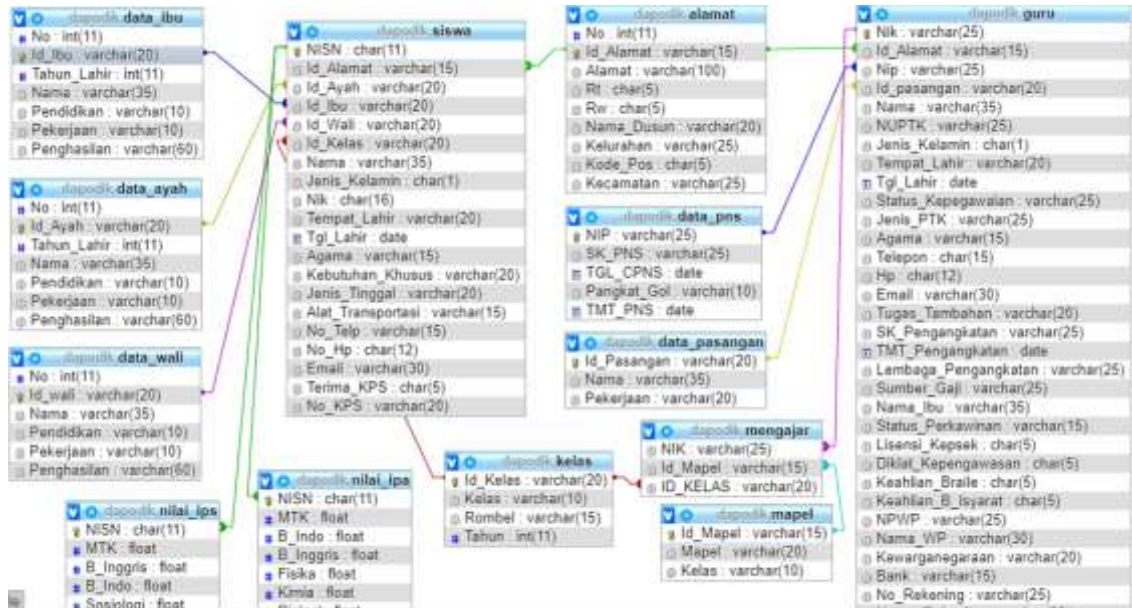 dapodik data_ibu
No : int(11)
Id_Ibu : varchar(20)
Tahun_Lahir : int(11)
Nama : varchar(35)
Pendidikan : varchar(10)
Pekerjaan : varchar(10)
Penghasilan : varchar(60)
dapodik data_ayah
No : int(11)
Id_Ayah : varchar(20)
Tahun_Lahir : int(11)
Nama : varchar(35)
Pendidikan : varchar(10)
Pekerjaan : varchar(10)
Penghasilan : varchar(60)
dapodik data_wali
No : int(11)
Id_wali : varchar(20)
Nama : varchar(35)
Pendidikan : varchar(10)
Pekerjaan : varchar(10)
Penghasilan : varchar(60)
dapodik nilai_ips
NISN : char(11)
MTK : float
B_Inggris : float
B_Indo : float
Sosiologi : float
dapodik siswa
NISN : char(11)
Id_Alamat : varchar(15)
Id_Ayah : varchar(20)
Id_Ibu : varchar(20)
Id_Wali : varchar(20)
Id_Kelas : varchar(20)
Nama : varchar(35)
Jenis_Kelamin : char(1)
Nik : char(16)
Tempat_Lahir : varchar(20)
Tgl_Lahir : date
Agama : varchar(15)
Kebutuhan_Khusus : varchar(20)
Jenis_Tinggal : varchar(20)
Alat_Transportasi : varchar(15)
No_Telp : varchar(15)
No_Hp : char(12)
Email : varchar(30)
Terima_KPS : char(5)
No_KPS : varchar(20)
dapodik nilai_ipa
NISN : char(11)
MTK : float
B_Indo : float
B_Inggris : float
Fisika : float
Kimia : float
dapodik alamat
No : int(11)
Id_Alamat : varchar(15)
Alamat : varchar(100)
Rt : char(5)
Rw : char(5)
Nama_Dusun : varchar(20)
Kelurahan : varchar(25)
Kode_Pos : char(5)
Kecamatan : varchar(25)
dapodik data_pns
NIP : varchar(25)
SK_PNS : varchar(25)
TGL_CPNS : date
Pangkat_Gol : varchar(10)
TMT_PNS : date
dapodik data_pasangan
Id_Pasangan : varchar(20)
Nama : varchar(35)
Pekerjaan : varchar(20)
dapodik kelas
Id_Kelas : varchar(20)
Kelas : varchar(10)
Rombel : varchar(15)
Tahun : int(11)
dapodik mengajar
NIK : varchar(25)
Id_Mapel : varchar(15)
ID_KELAS : varchar(20)
dapodik mapel
Id_Mapel : varchar(15)
Mapel : varchar(20)
Kelas : varchar(10)
dapodik guru
Nik : varchar(25)
Id_Alamat : varchar(15)
Nip : varchar(25)
Id_pasangan : varchar(20)
Nama : varchar(35)
NUPTK : varchar(25)
Jenis_Kelamin : char(1)
Tempat_Lahir : varchar(20)
Tgl_Lahir : date
Status_Kepegawaian : varchar(25)
Jenis_PTK : varchar(25)
Agama : varchar(15)
Telepon : char(15)
Hp : char(12)
Email : varchar(30)
Tugas_Tambahan : varchar(20)
SK_Pengangkatan : varchar(25)
TMT_Pengangkatan : date
Lembaga_Pengangkatan : varchar(25)
Sumber_Gaji : varchar(25)
Nama_Ibu : varchar(35)
Status_Perkawinan : varchar(15)
Lisensi_Kepsek : char(5)
Diklat_Kepengawasan : char(5)
Keahlian_Braile : char(5)
Keahlian_B_Isyarat : char(5)
NPWP : varchar(25)
Nama_WP : varchar(30)
Kewarganegaraan : varchar(20)
Bank : varchar(15)
No_Rekening : varchar(25)